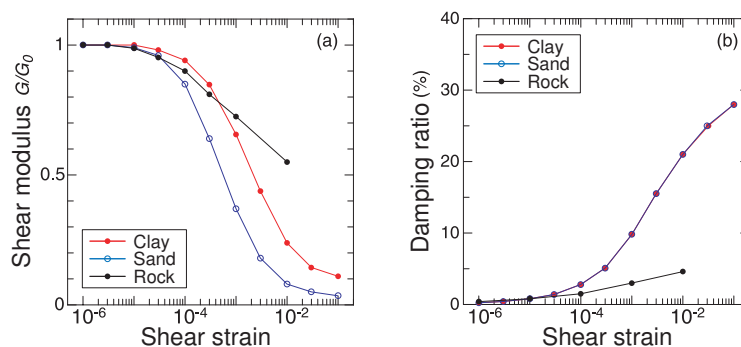 (a)
Shear modulus G/G₀
1
0.5
0
Clay
Sand
Rock
10⁻⁶
10⁻⁴
10⁻²
Shear strain
(b)
Damping ratio (%)
40
30
20
10
0
Clay
Sand
Rock
10⁻⁶
10⁻⁴
10⁻²
Shear strain